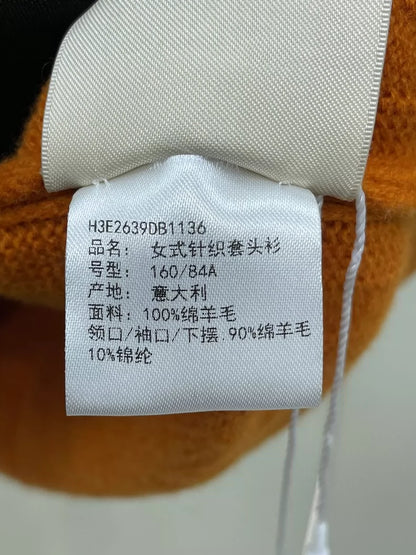 H3E2639DB1136
品名： 女式针织套头衫
号型： 160/84A
产地： 意大利
面料：100%绵羊毛
领口/袖口/下摆.90%绵羊毛
10%锦纶